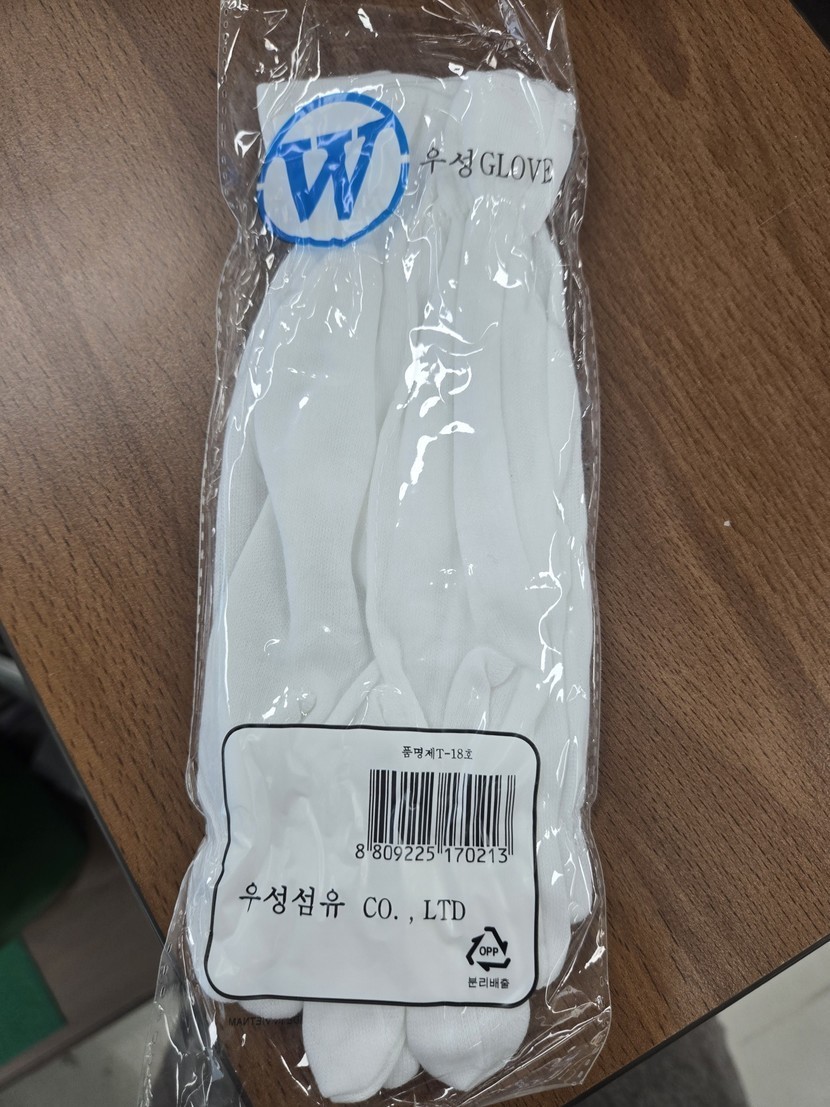 W
우성GLOVE
품명제T-18호
8 809225 170213
우성섬유 CO.,LTD
OPP
분리배출
VIETNAM